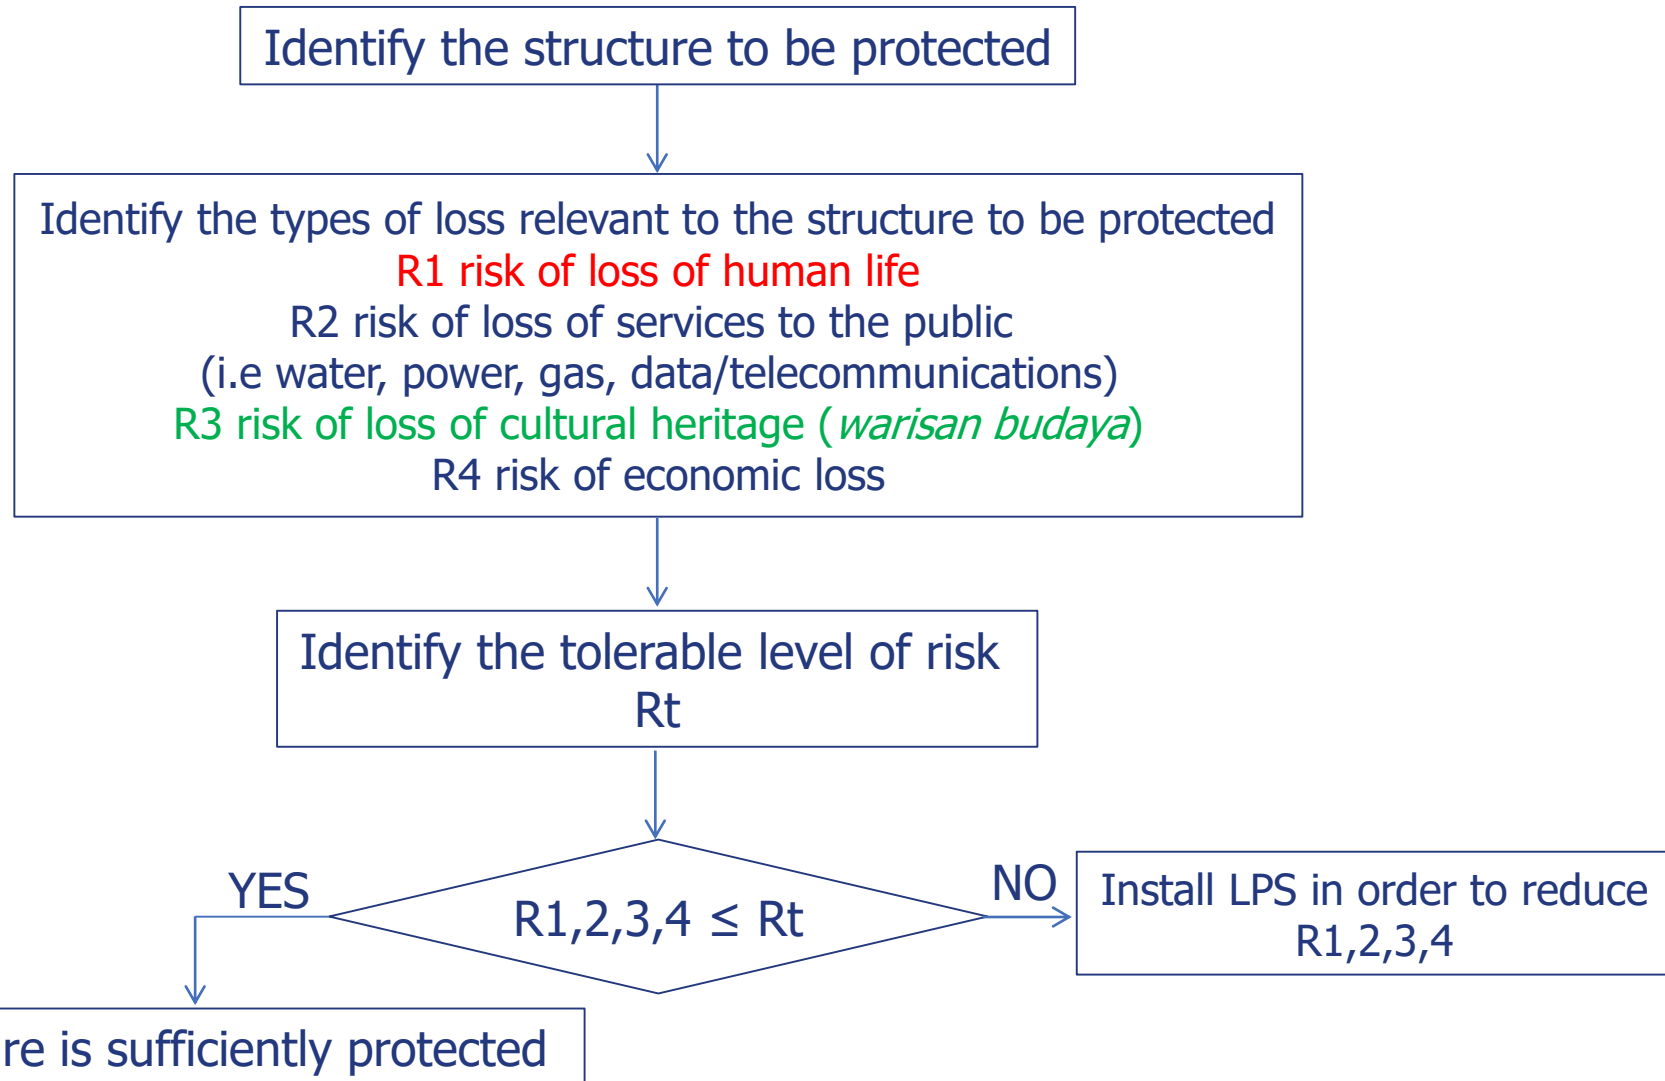 Identify the structure to be protected
Identify the types of loss relevant to the structure to be protected
R1 risk of loss of human life
R2 risk of loss of services to the public
(i.e water, power, gas, data/telecommunications)
R3 risk of loss of cultural heritage (warisan budaya)
R4 risk of economic loss
Identify the tolerable level of risk
Rt
YES
R1,2,3,4 ≤ Rt
NO
Install LPS in order to reduce
R1,2,3,4
re is sufficiently protected